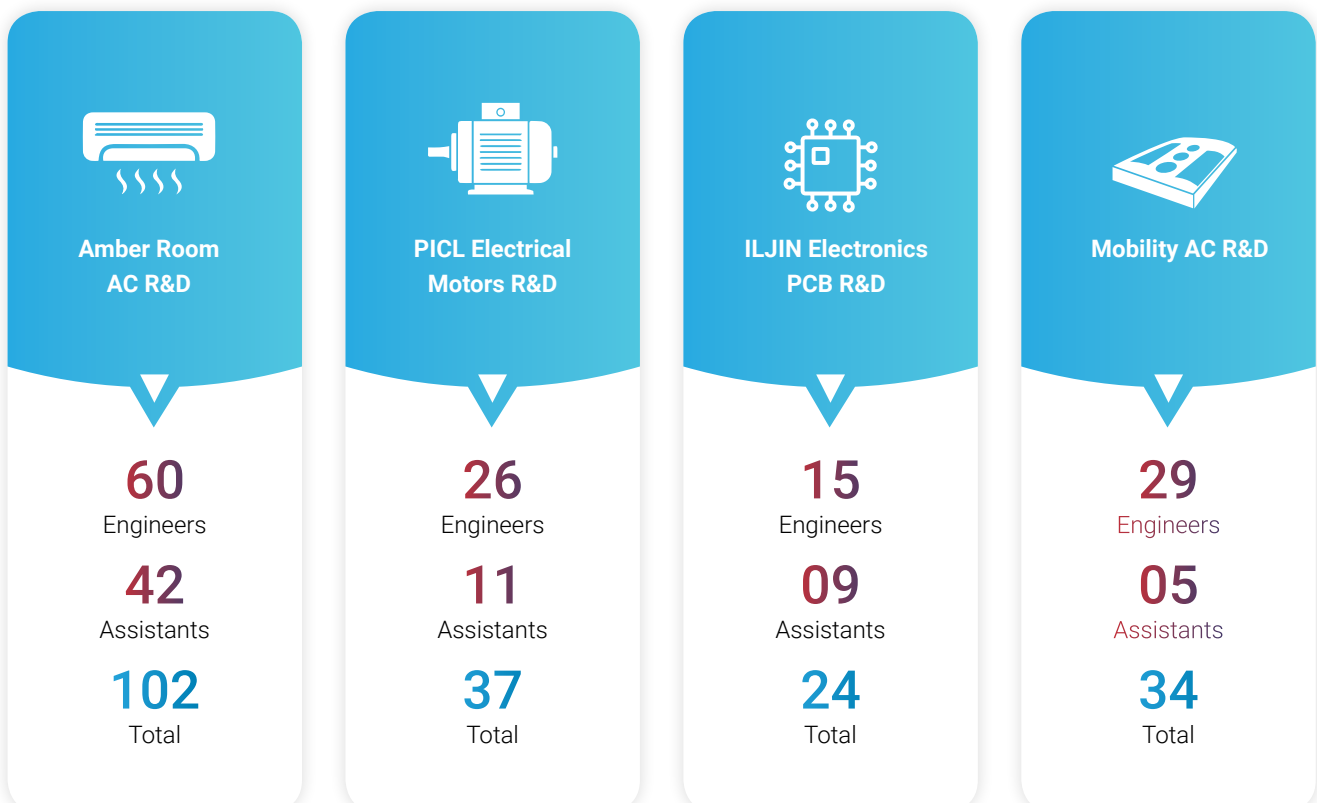 Amber Room
AC R&D
60
Engineers
42
Assistants
102
Total
PICL Electrical
Motors R&D
26
Engineers
11
Assistants
37
Total
ILJIN Electronics
PCB R&D
15
Engineers
09
Assistants
24
Total
Mobility AC R&D
29
Engineers
05
Assistants
34
Total